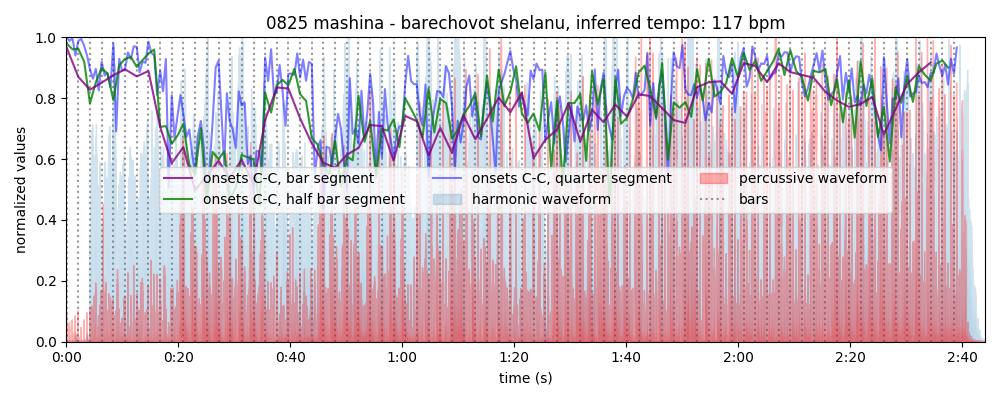 0825 mashina - barechovot shelanu, inferred tempo: 117 bpm
1.0
0.8
0.6
0.4
0.2
0.0
normalized values
onsets C-C, bar segment
onsets C-C, half bar segment
onsets C-C, quarter segment
harmonic waveform
percussive waveform
bars
0:00 0:20 0:40 1:00 1:20 1:40 2:00 2:20 2:40
time (s)